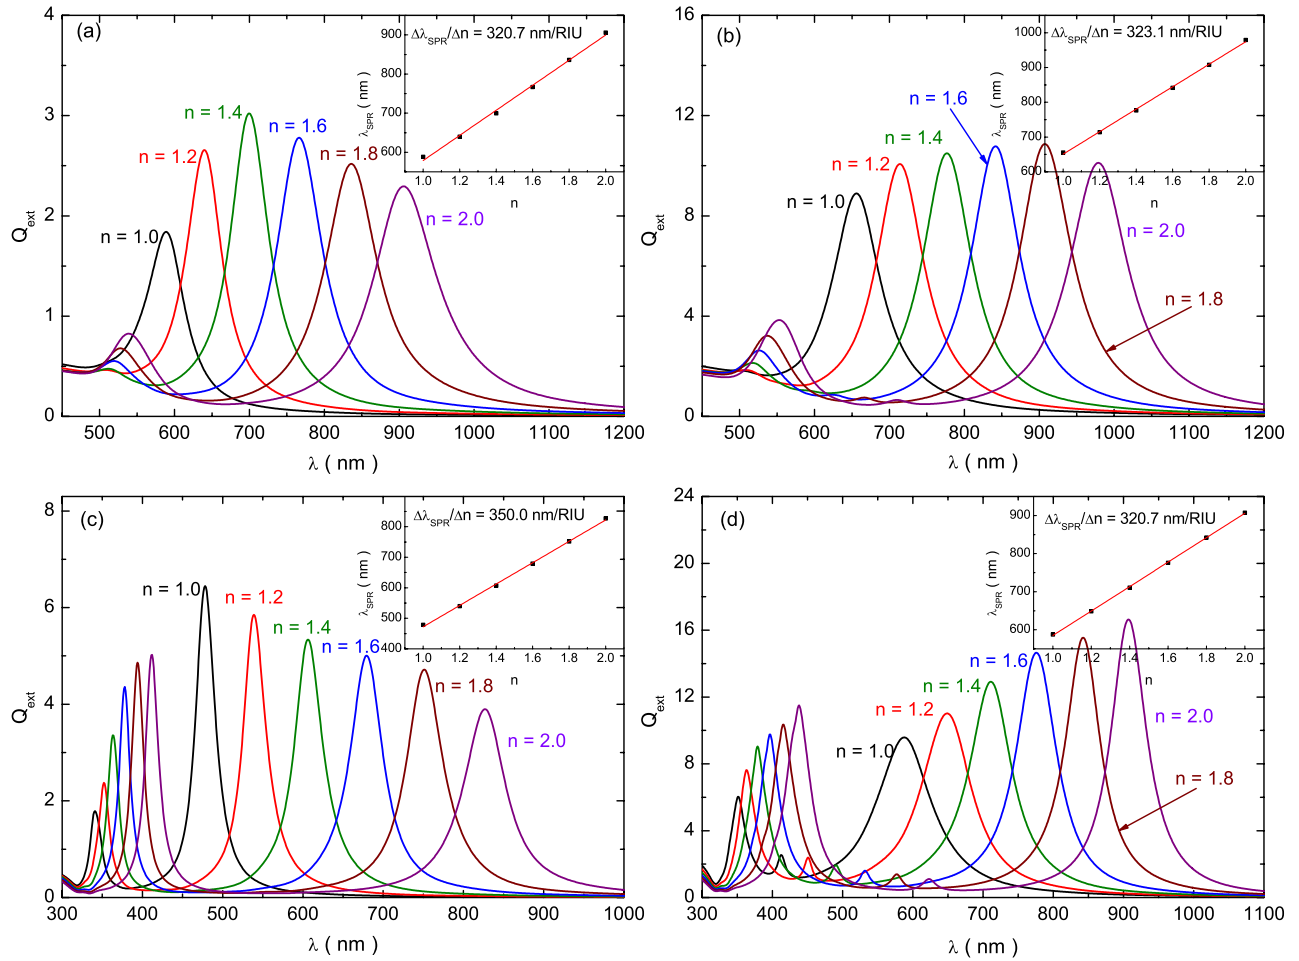 (a)
Δλ_SPR/Δn = 320.7 nm/RIU
λ_SPR ( nm )
900
800
700
600
1.0 1.2 1.4 1.6 1.8 2.0
n
Q_ext
4
3
2
1
0
n = 1.0
n = 1.2
n = 1.4
n = 1.6
n = 1.8
n = 2.0
500 600 700 800 900 1000 1100 1200
λ ( nm )
(b)
Δλ_SPR/Δn = 323.1 nm/RIU
λ_SPR ( nm )
1000
900
800
700
600
1.0 1.2 1.4 1.6 1.8 2.0
n
Q_ext
16
12
8
4
0
n = 1.0
n = 1.2
n = 1.4
n = 1.6
n = 2.0
n = 1.8
500 600 700 800 900 1000 1100 1200
λ ( nm )
(c)
Δλ_SPR/Δn = 350.0 nm/RIU
λ_SPR ( nm )
800
700
600
500
400
1.0 1.2 1.4 1.6 1.8 2.0
n
Q_ext
8
6
4
2
0
n = 1.0
n = 1.2
n = 1.4
n = 1.6
n = 1.8
n = 2.0
300 400 500 600 700 800 900 1000
λ ( nm )
(d)
Δλ_SPR/Δn = 320.7 nm/RIU
λ_SPR ( nm )
900
800
700
600
1.0 1.2 1.4 1.6 1.8 2.0
n
Q_ext
24
20
16
12
8
4
0
n = 1.0
n = 1.2
n = 1.4
n = 1.6
n = 2.0
n = 1.8
300 400 500 600 700 800 900 1000 1100
λ ( nm )